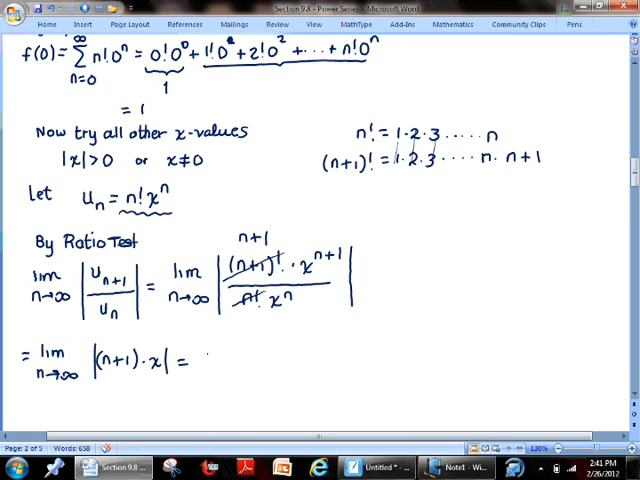 Section 9.8 - Power Series - Microsoft Word
Home Insert Page Layout References Mailings Review View MathType Add-Ins Community Clips Pens
f(0) = ∞∑n=0 n!0ⁿ = 0!0⁰ + 1!0¹ + 2!0² + ··· + n!0ⁿ
1
= 1
Now try all other x-values
|x| > 0 or x ≠ 0
n! = 1·2·3·····n
(n+1)! = 1·2·3·····n·n+1
Let uₙ = n!xⁿ
By Ratio Test
lim n→∞ |uₙ₊₁ / uₙ| = lim n→∞ |(n+1)!·xⁿ⁺¹ / n! xⁿ|
n+1
= lim n→∞ |(n+1)·x| =
Page: 2 of 5 Words: 658 130%
Section 9.8 - Pow... Untitled * ... Note1 - Wi... 2:41 PM
2/26/2012